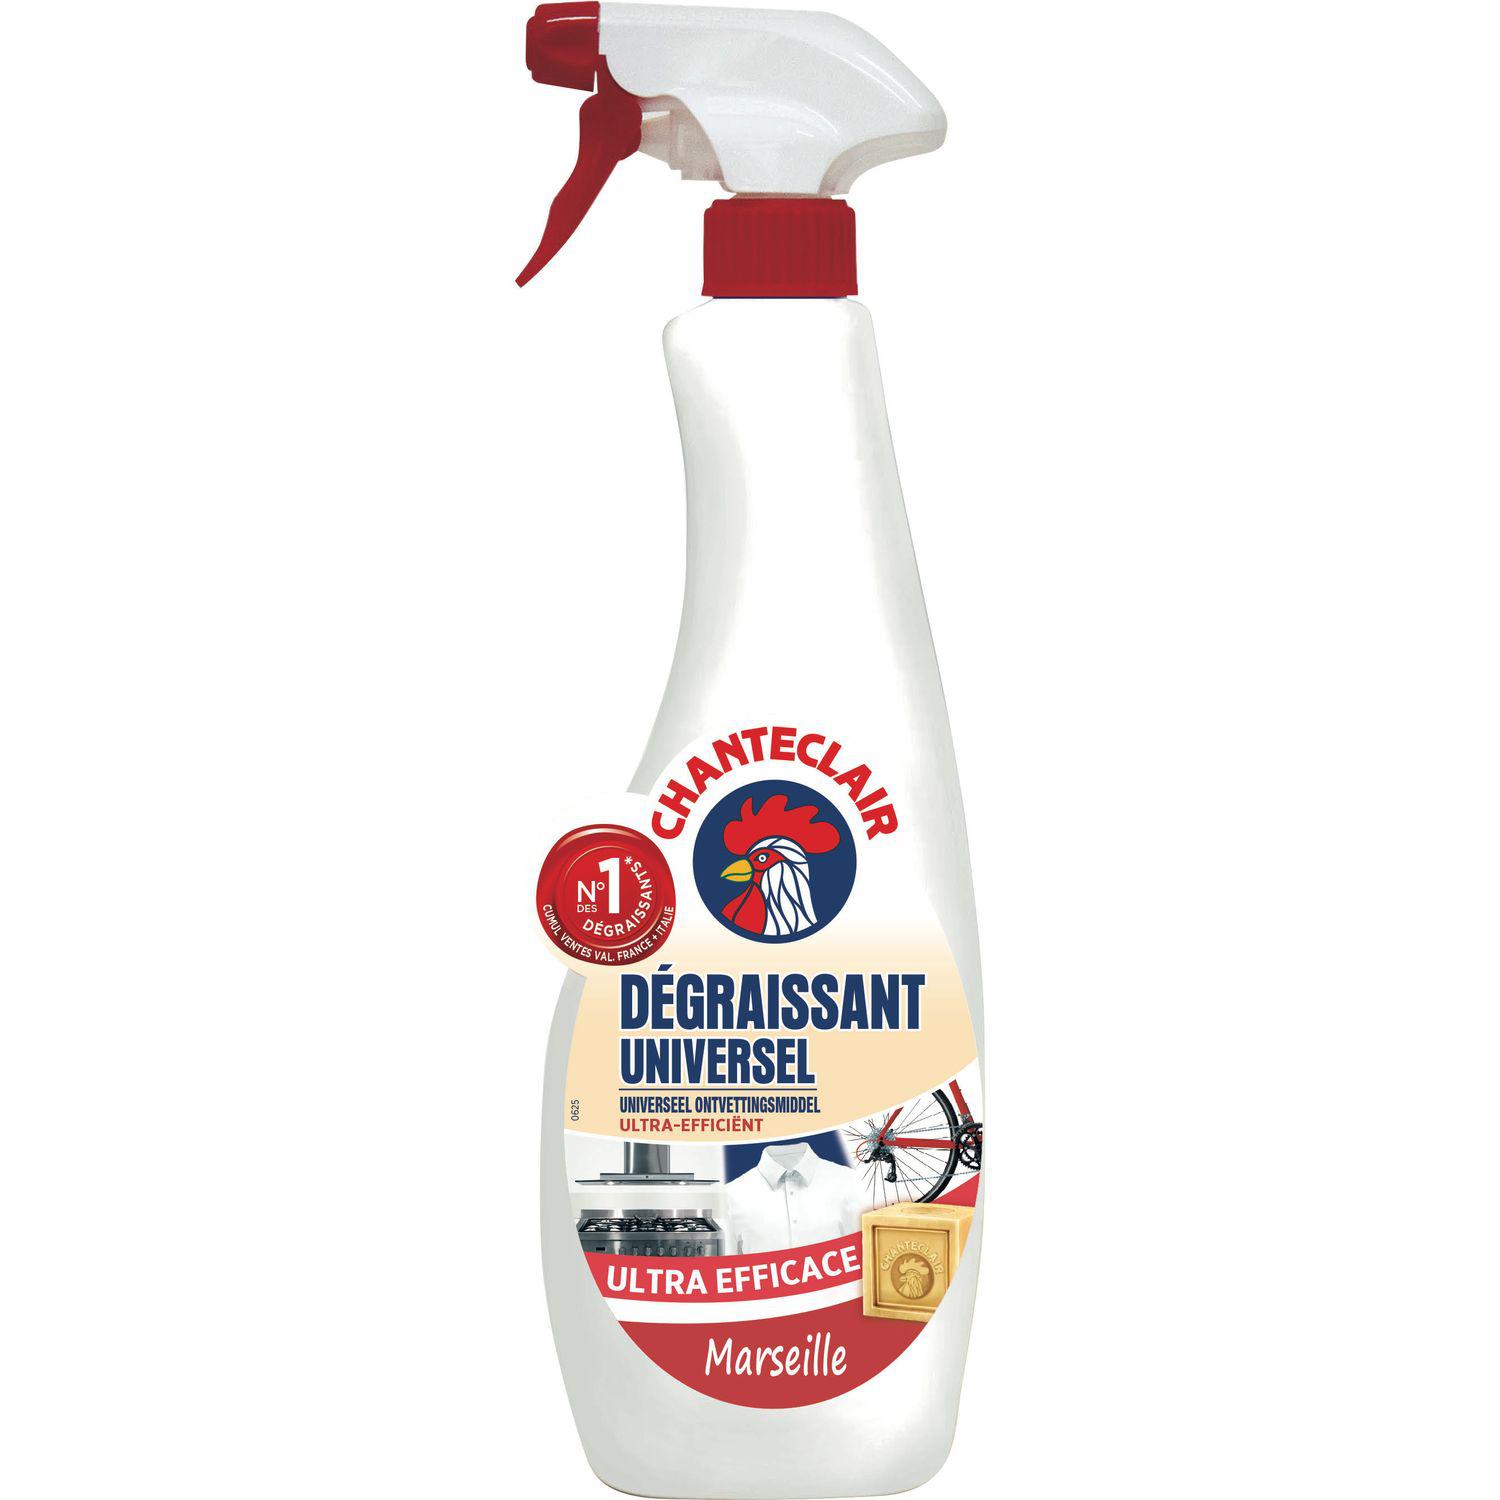 CHANTECLAIR
N° 1*
DES
DÉGRAISSANTS
CUMUL VENTES VAL. FRANCE + ITALIE
DÉGRAISSANT
UNIVERSEL
UNIVERSEEL ONTVETTINGSMIDDEL
ULTRA-EFFICIËNT
0625
CHANTECLAIR
ULTRA EFFICACE
Marseille